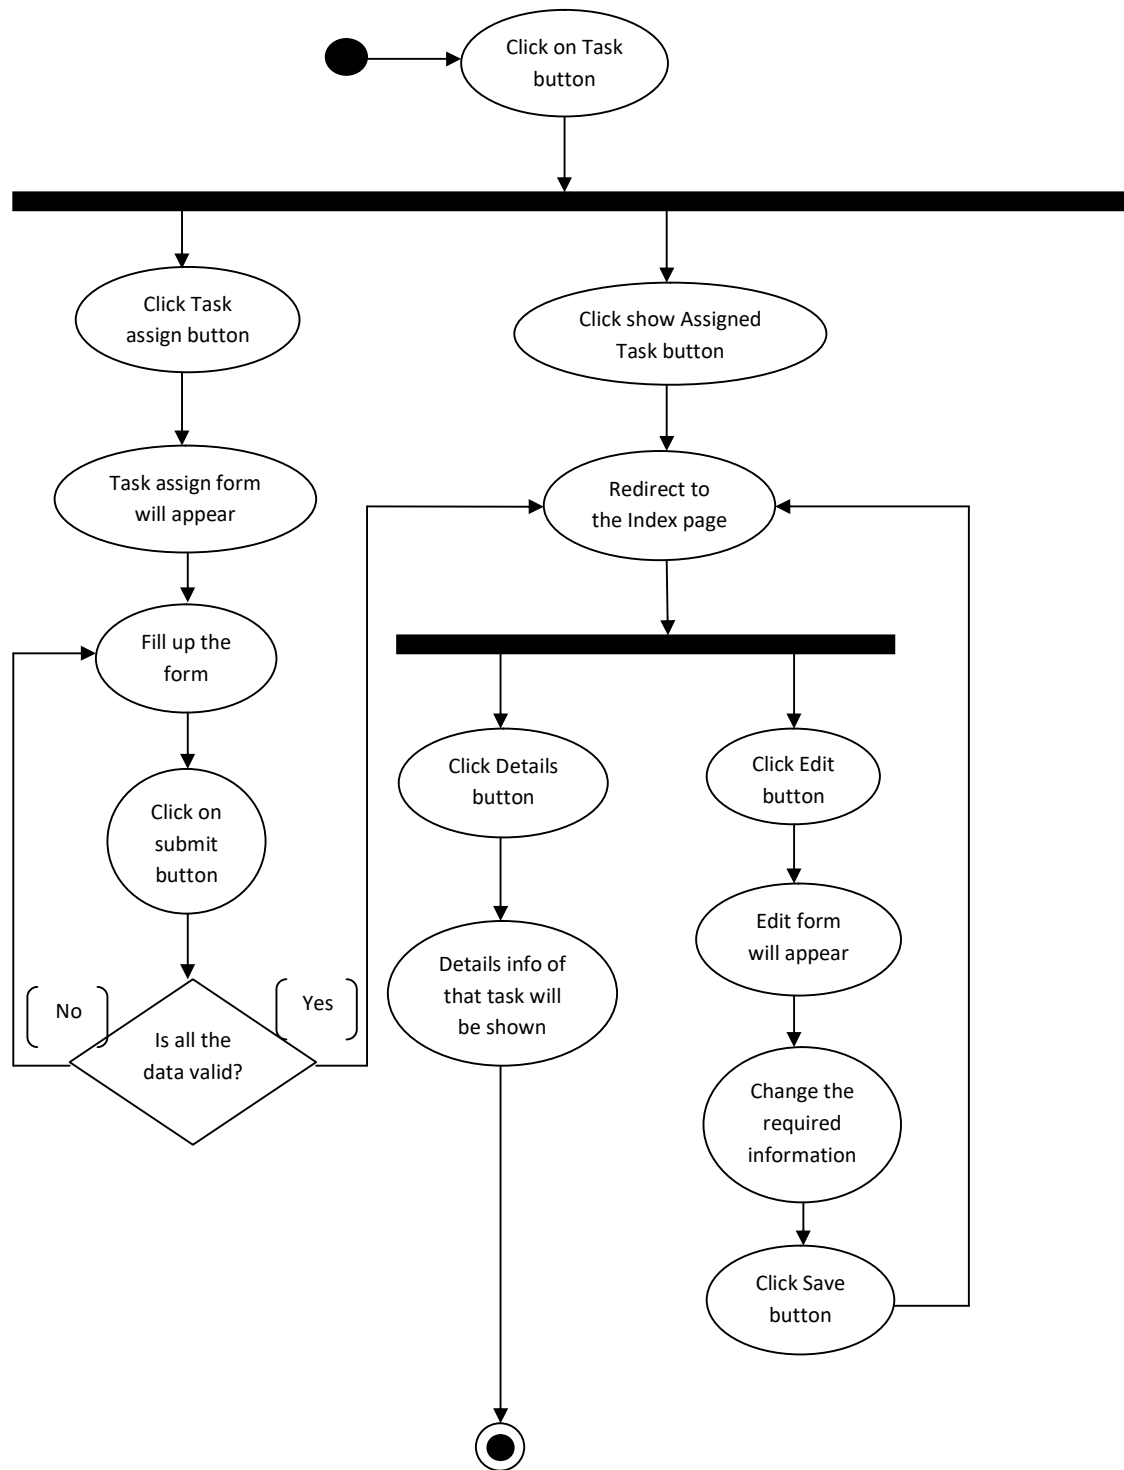 Click on Task
button
Click Task
assign button
Click show Assigned
Task button
Task assign form
will appear
Redirect to
the Index page
Fill up the
form
Click Details
button
Click Edit
button
Click on
submit
button
Edit form
will appear
Details info of
that task will
be shown
No
Yes
Is all the
data valid?
Change the
required
information
Click Save
button